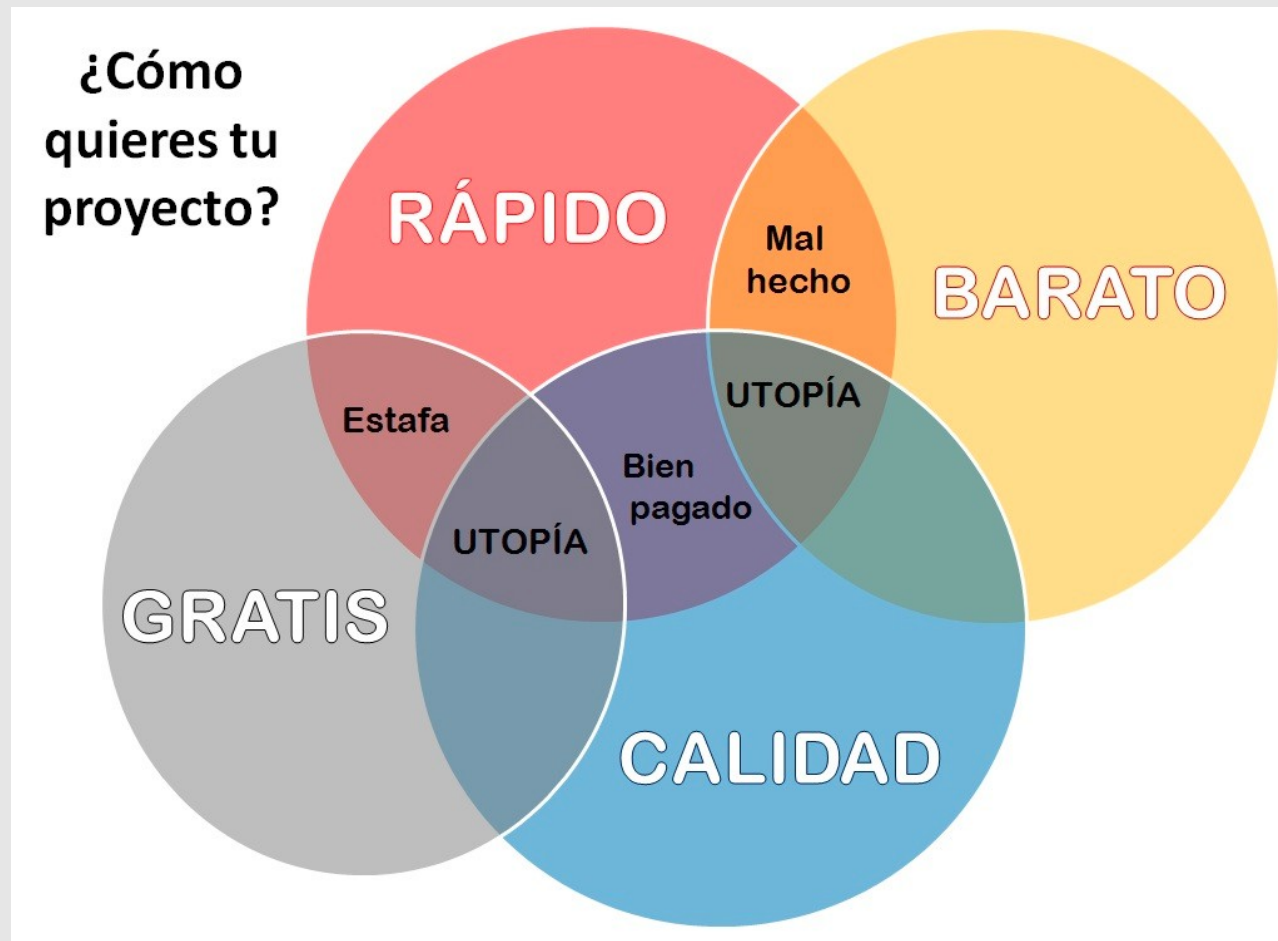 ¿Cómo
quieres tu
proyecto?
RÁPIDO
Mal
hecho
BARATO
UTOPÍA
Estafa
Bien
pagado
UTOPÍA
GRATIS
CALIDAD